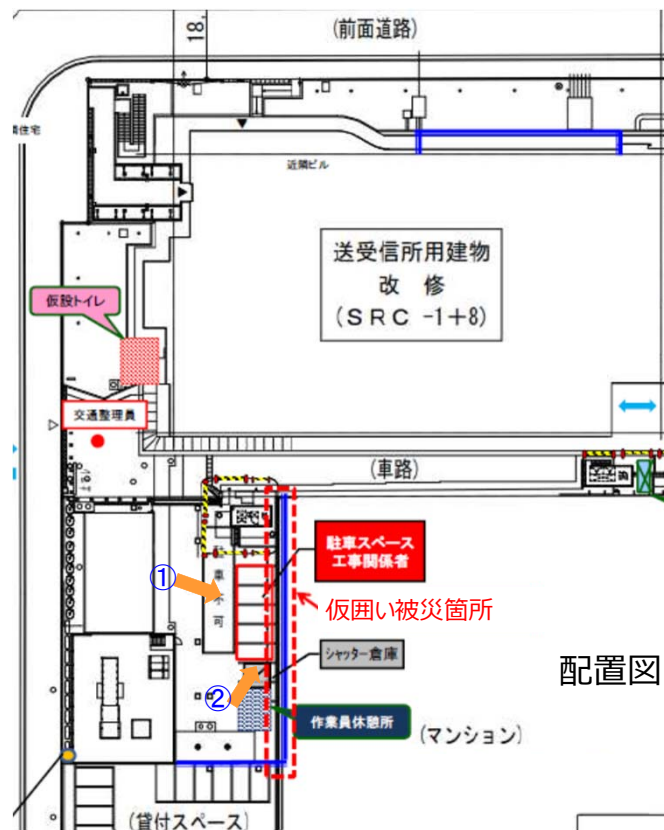 (前面道路)
18,
住宅
近隣ビル
送受信所用建物
改 修
(SRC -1+8)
仮設トイレ
交通整理員
(車路)
駐車不可
駐車スペース
工事関係者
①
仮囲い被災箇所
シャッター倉庫
配置図
②
作業員休憩所
(マンション)
(貸付スペース)